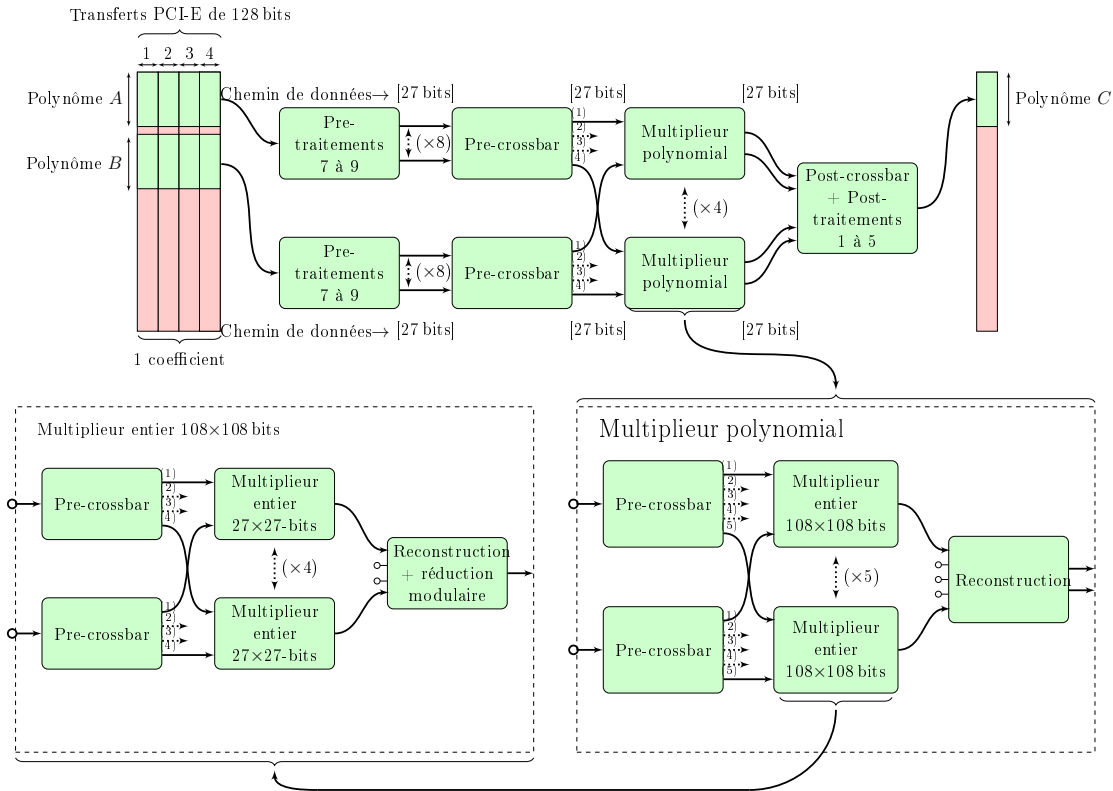 Transferts PCI-E de 128 bits
1 2 3 4
Polynôme A
Polynôme B
1 coefficient
Chemin de données→ [27 bits] [27 bits] [27 bits]
Pre-
traitements
7 à 9
(×8)
Pre-crossbar
(1)
2)
3)
4)
Multiplieur
polynomial
(×4)
Pre-
traitements
7 à 9
(×8)
Pre-crossbar
1)
2)
3)
4)
Multiplieur
polynomial
Chemin de données→ [27 bits] [27 bits] [27 bits]
Post-crossbar
+ Post-
traitements
1 à 5
Polynôme C
Multiplieur entier 108×108 bits
Pre-crossbar
(1)
2)
3)
4)
Multiplieur
entier
27×27-bits
(×4)
Pre-crossbar
(1)
2)
3)
4)
Multiplieur
entier
27×27-bits
Reconstruction
+ réduction
modulaire
Multiplieur polynomial
Pre-crossbar
(1)
2)
3)
4)
5)
Multiplieur
entier
108×108 bits
(×5)
Pre-crossbar
1)
2)
3)
4)
5)
Multiplieur
entier
108×108 bits
Reconstruction